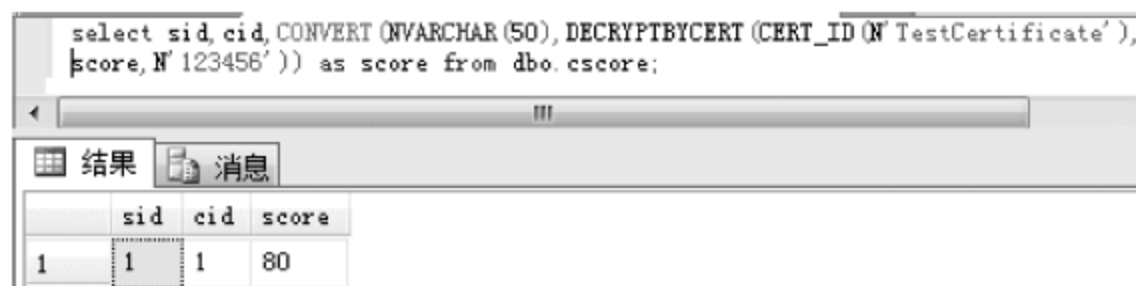 select sid,cid,CONVERT(NVARCHAR(50),DECRYPTBYCERT(CERT_ID(N'TestCertificate'),
score,N'123456')) as score from dbo.cscore;
结果 消息
sid cid score
1 1 1 80